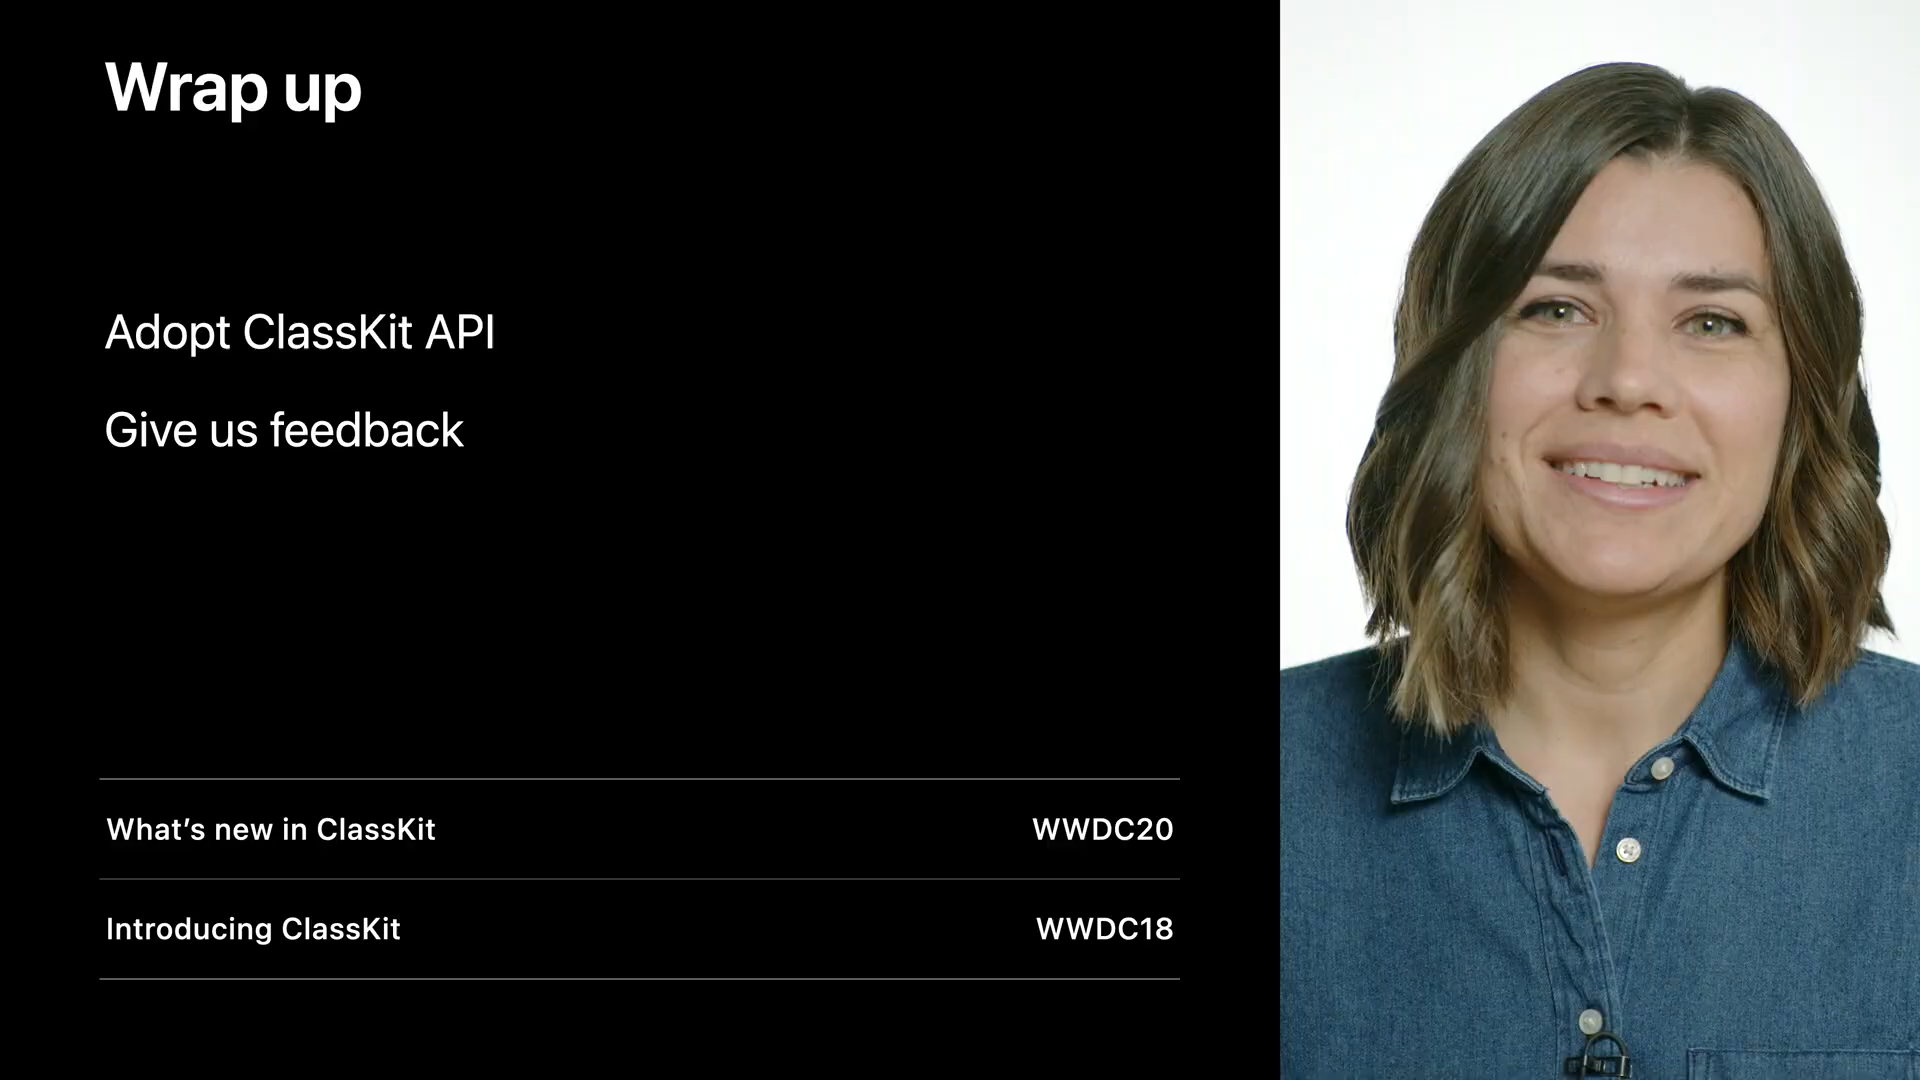 Wrap up
Adopt ClassKit API
Give us feedback
What’s new in ClassKit WWDC20
Introducing ClassKit WWDC18